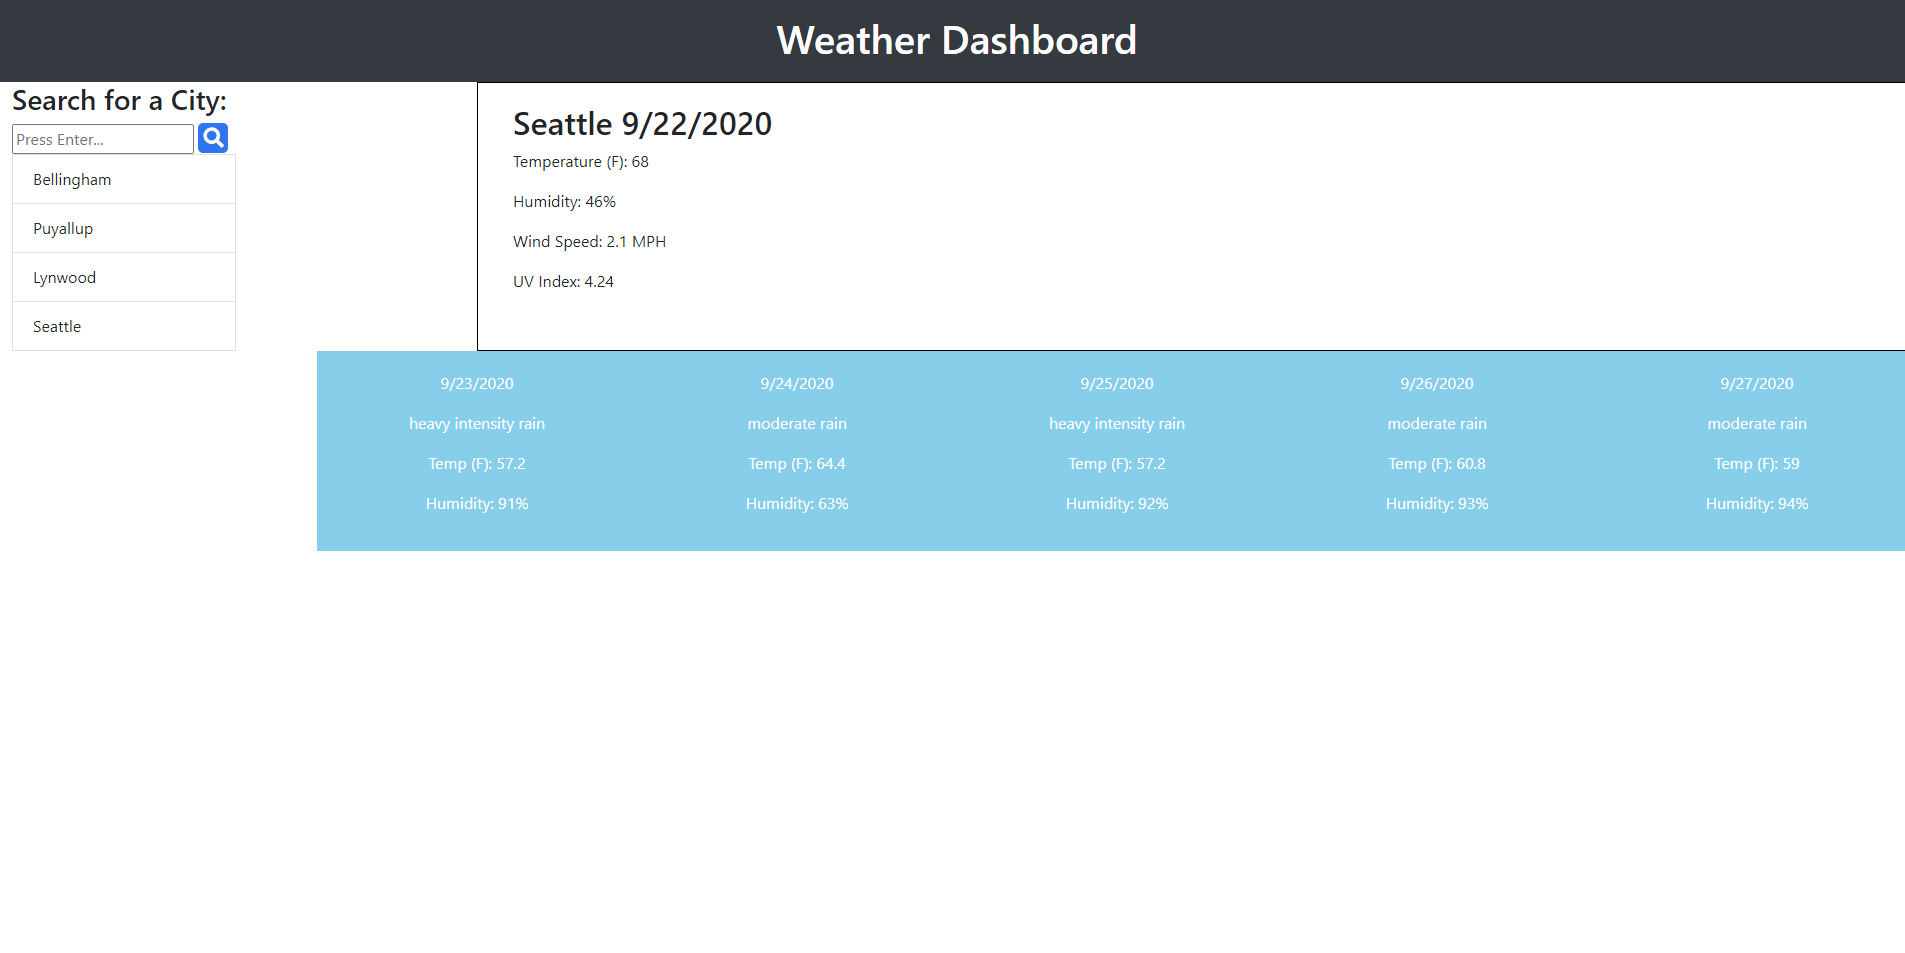 Weather Dashboard
Search for a City:
Press Enter...
Bellingham
Puyallup
Lynwood
Seattle
Seattle 9/22/2020
Temperature (F): 68
Humidity: 46%
Wind Speed: 2.1 MPH
UV Index: 4.24
9/23/2020
heavy intensity rain
Temp (F): 57.2
Humidity: 91%
9/24/2020
moderate rain
Temp (F): 64.4
Humidity: 63%
9/25/2020
heavy intensity rain
Temp (F): 57.2
Humidity: 92%
9/26/2020
moderate rain
Temp (F): 60.8
Humidity: 93%
9/27/2020
moderate rain
Temp (F): 59
Humidity: 94%